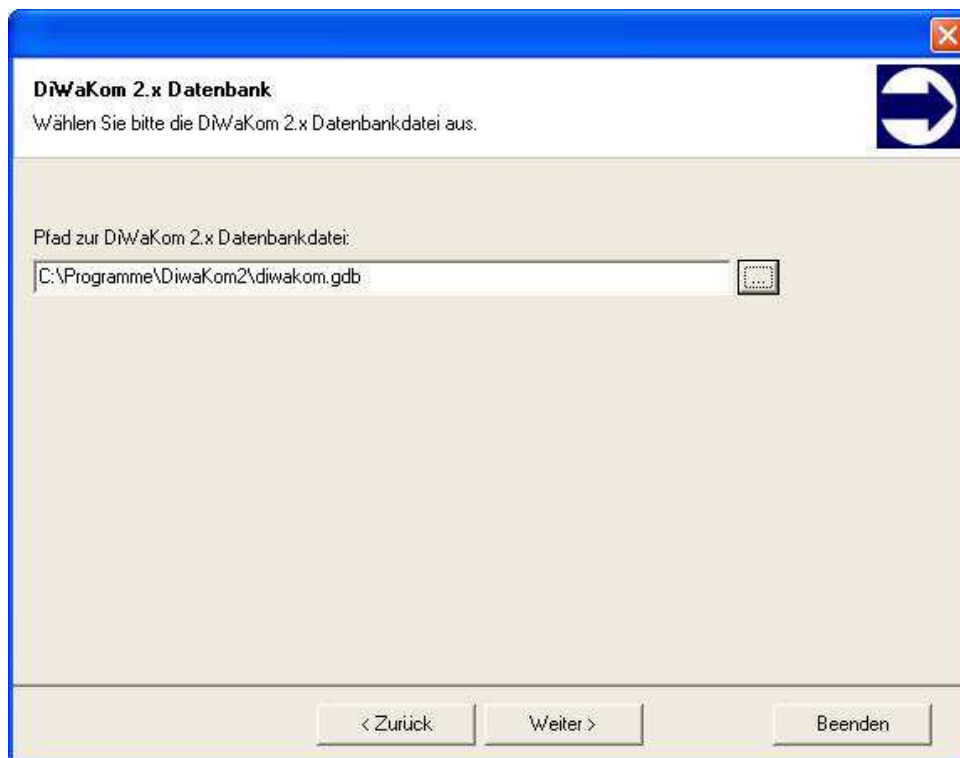 DiWaKom 2.x Datenbank
Wählen Sie bitte die DiWaKom 2.x Datenbankdatei aus.
Pfad zur DiWaKom 2.x Datenbankdatei:
C:\Programme\DiwaKom2\diwakom.gdb
...
< Zurück
Weiter >
Beenden